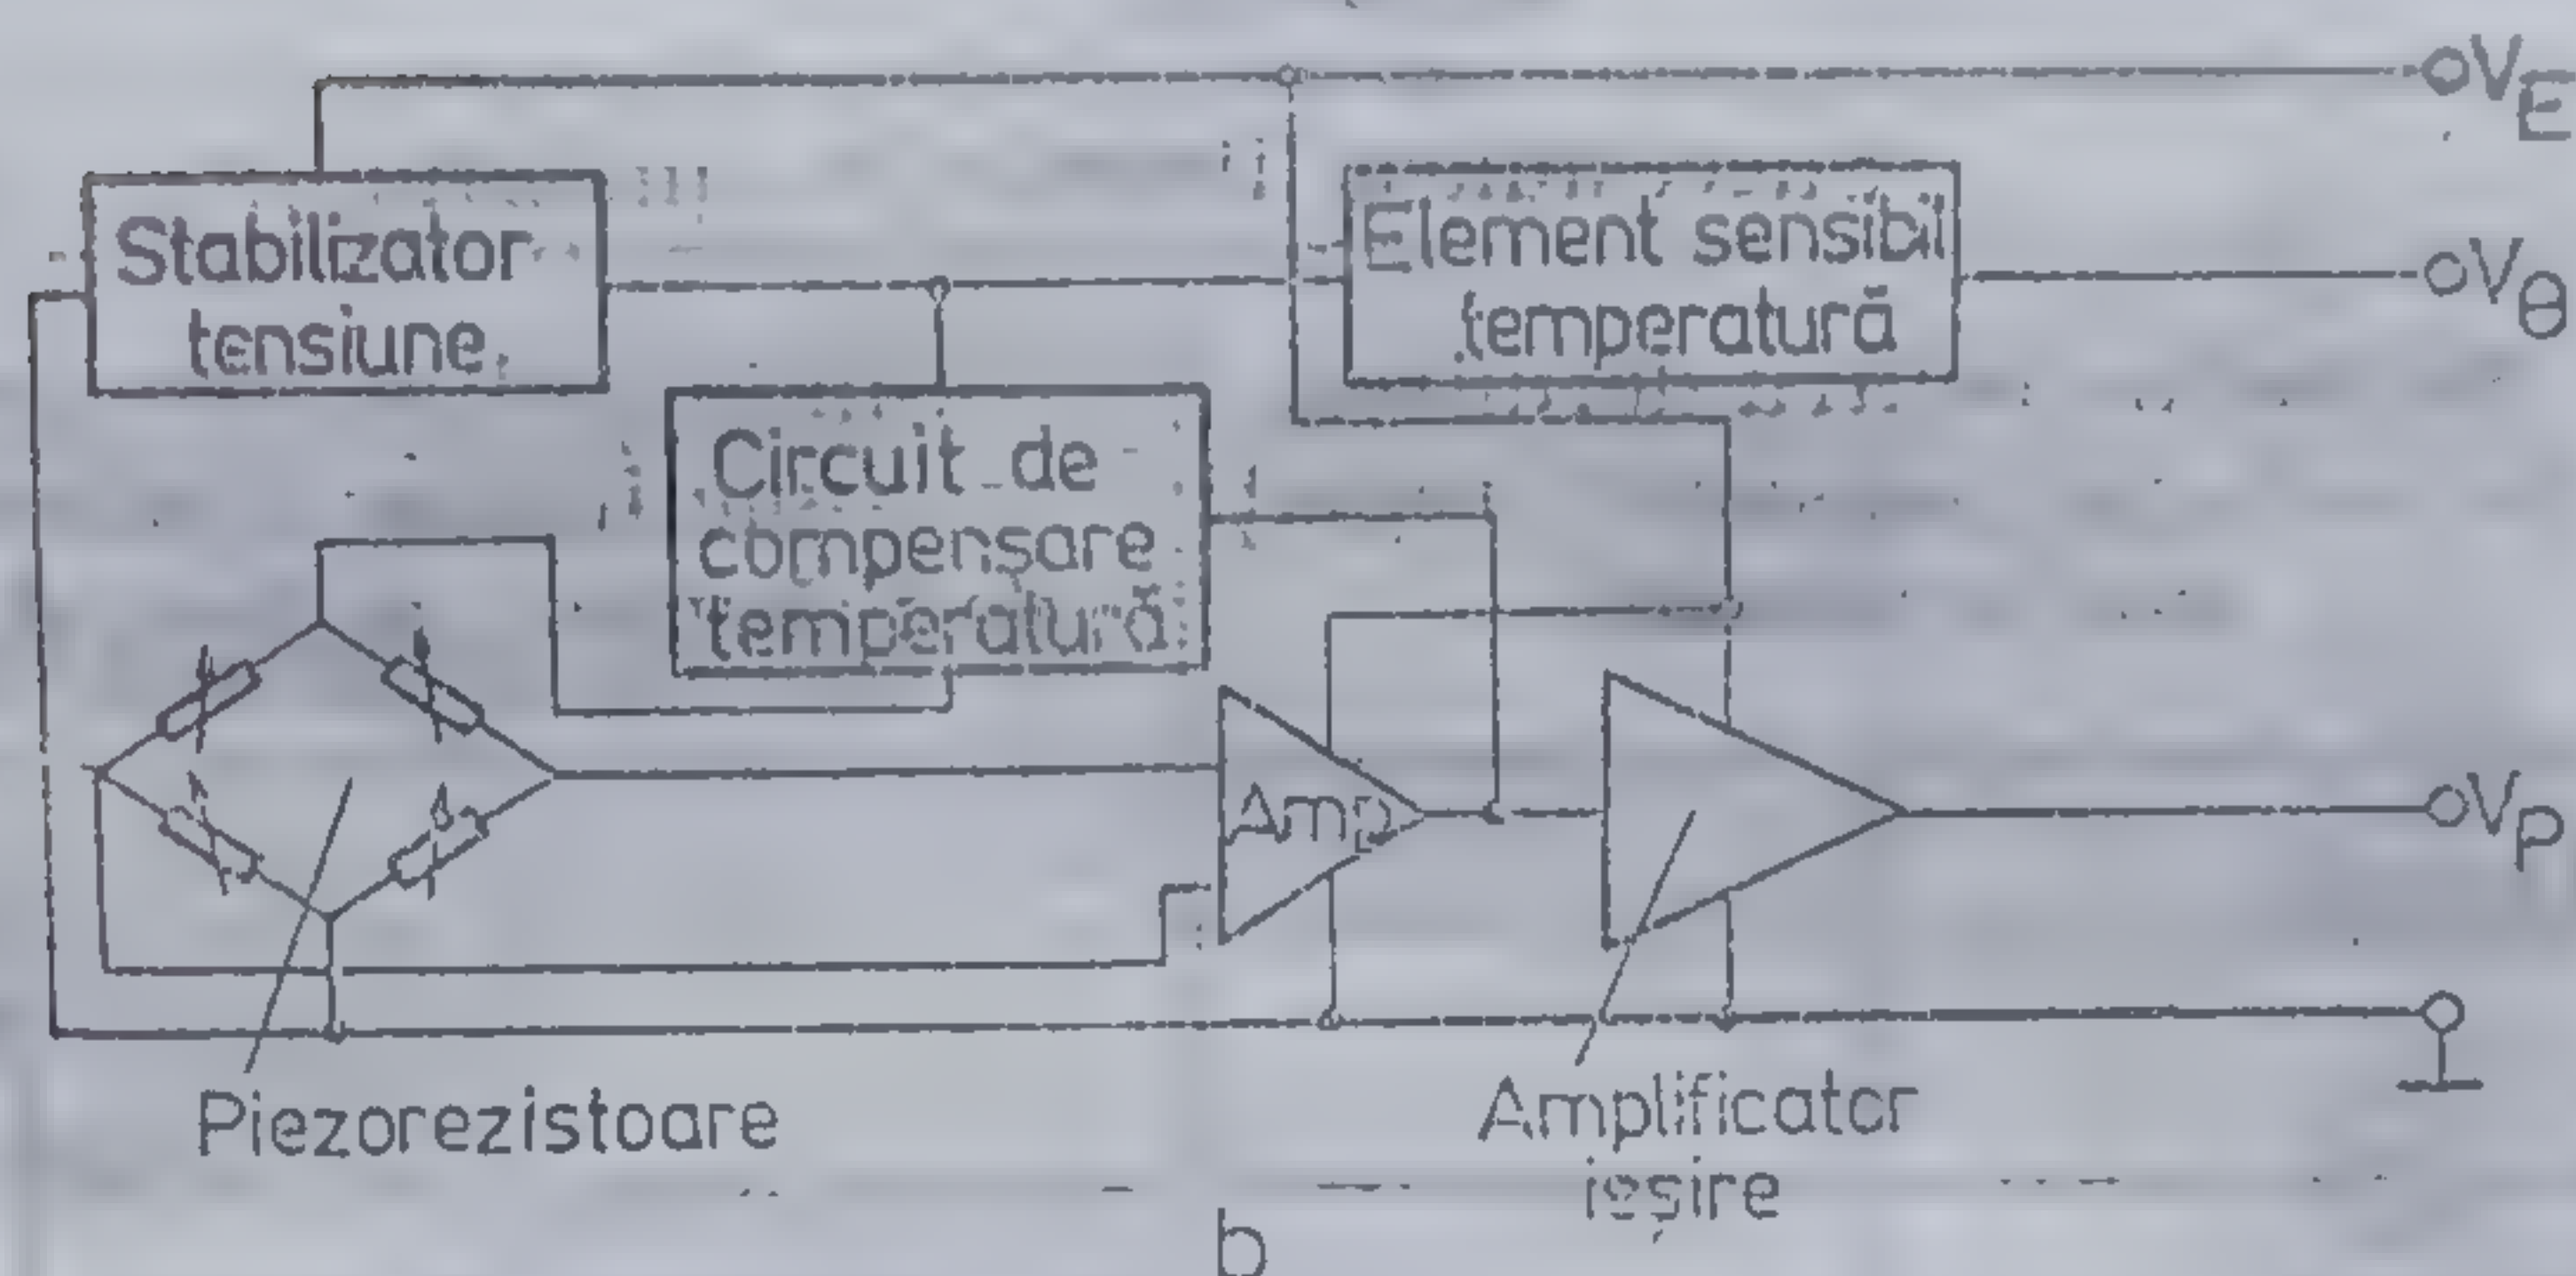 V_E
Stabilizator
tensiune
Element sensibil
temperatură
V_θ
Circuit de
compensare
temperatură
Amp
V_p
Piezorezistoare
Amplificator
ieșire
b